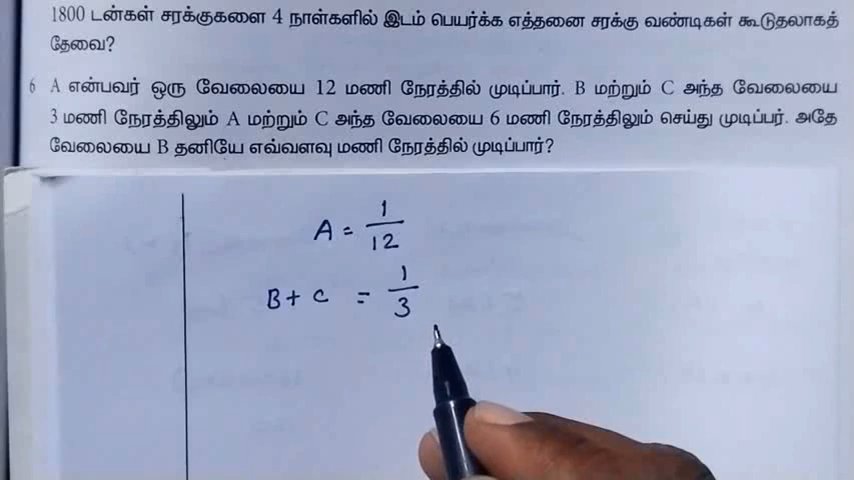 1800 டன்கள் சரக்குகளை 4 நாள்களில் இடம் பெயர்க்க எத்தனை சரக்கு வண்டிகள் கூடுதலாகத்
தேவை?
6 A என்பவர் ஒரு வேலையை 12 மணி நேரத்தில் முடிப்பார். B மற்றும் C அந்த வேலையை
3 மணி நேரத்திலும் A மற்றும் C அந்த வேலையை 6 மணி நேரத்திலும் செய்து முடிப்பர். அதே
வேலையை B தனியே எவ்வளவு மணி நேரத்தில் முடிப்பார்?
A = 1/12
B + C = 1/3